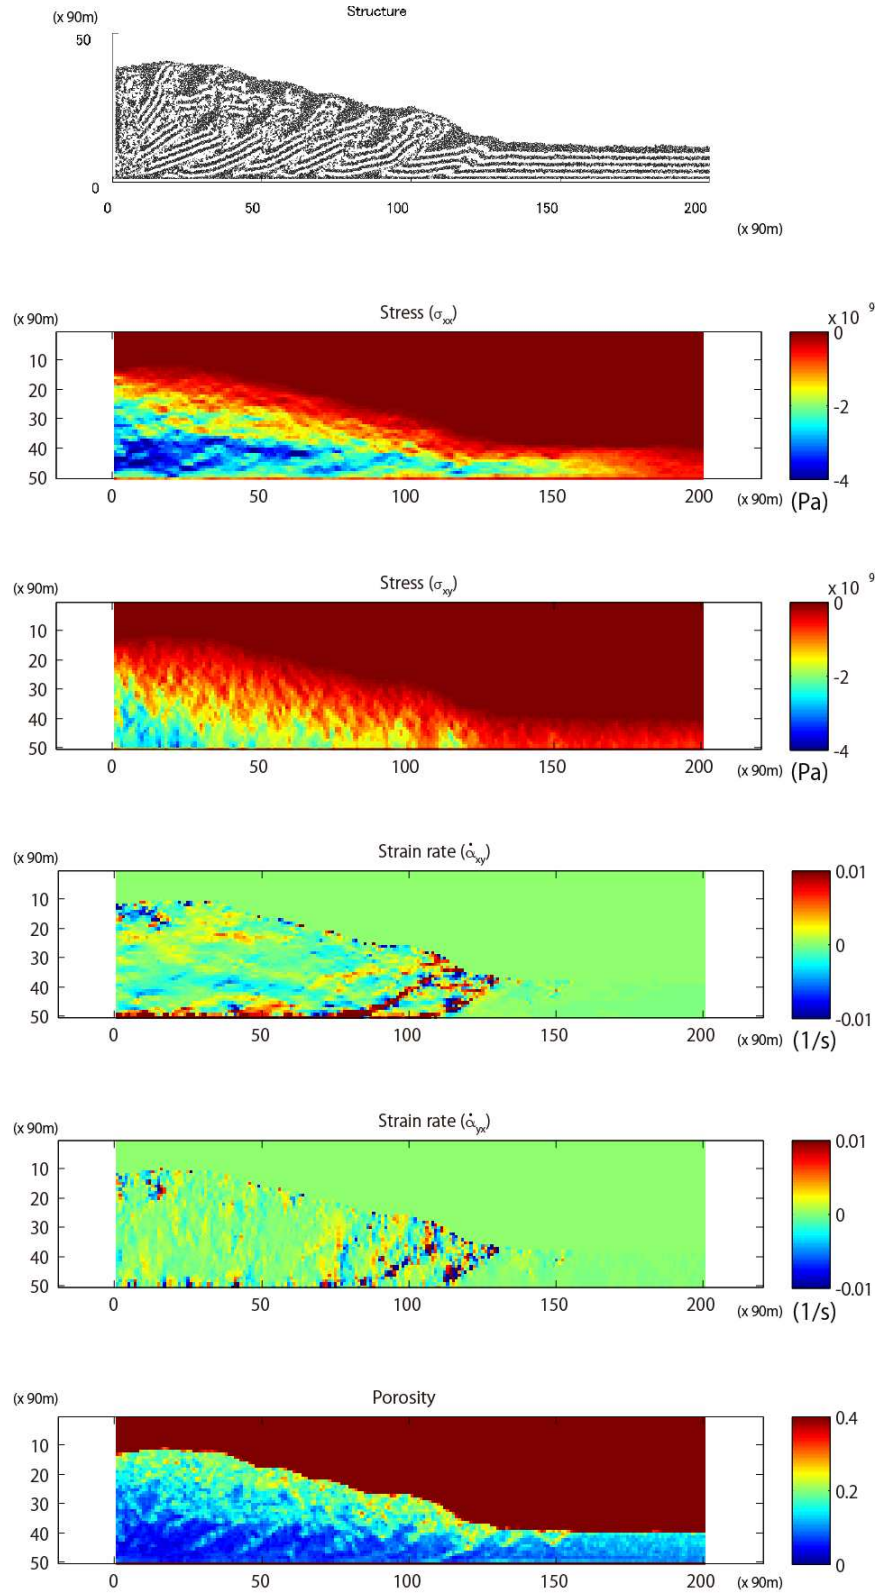 Structure
(x 90m)
50
0
0 50 100 150 200
(x 90m)
Stress (σxx)
(x 90m)
x 10 9
10
20
30
40
50
0 50 100 150 200 (x 90m)
0
-2
-4
(Pa)
Stress (σxy)
(x 90m)
x 10 9
10
20
30
40
50
0 50 100 150 200 (x 90m)
0
-2
-4
(Pa)
Strain rate (α̇xy)
(x 90m)
10
20
30
40
50
0 50 100 150 200 (x 90m)
0.01
0
-0.01
(1/s)
Strain rate (α̇yx)
(x 90m)
10
20
30
40
50
0 50 100 150 200 (x 90m)
0.01
0
-0.01
(1/s)
Porosity
(x 90m)
10
20
30
40
50
0 50 100 150 200 (x 90m)
0.4
0.2
0